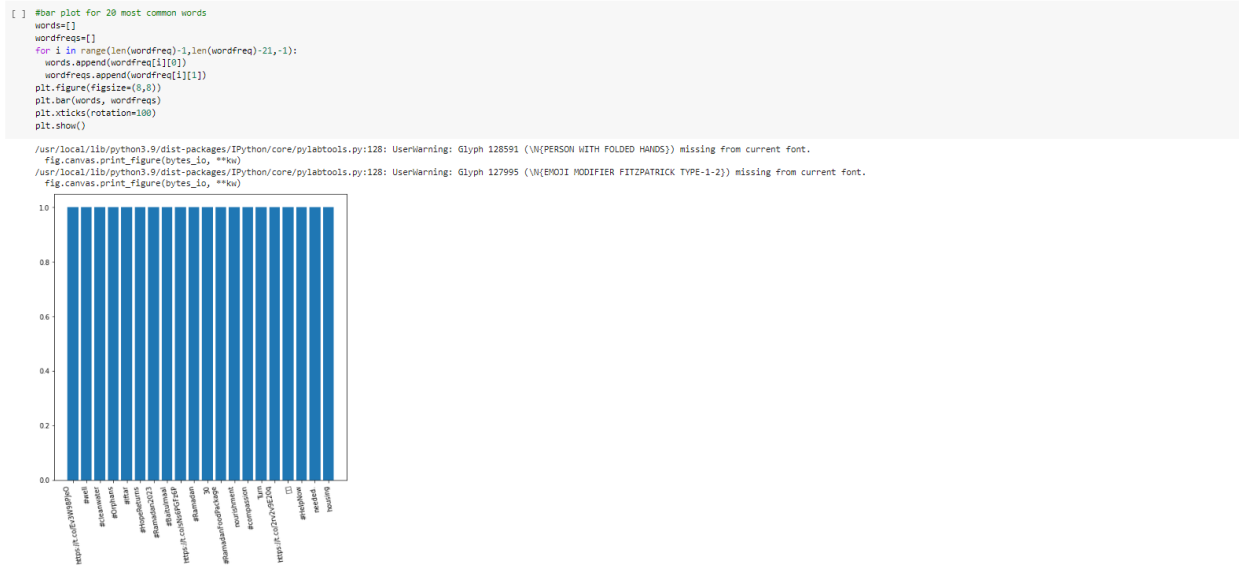 [ ] #bar plot for 20 most common words
words=[]
wordfreqs=[]
for i in range(len(wordfreq)-1,len(wordfreq)-21,-1):
  words.append(wordfreq[i][0])
  wordfreqs.append(wordfreq[i][1])
plt.figure(figsize=(8,8))
plt.bar(words, wordfreqs)
plt.xticks(rotation=100)
plt.show()
/usr/local/lib/python3.9/dist-packages/IPython/core/pylabtools.py:128: UserWarning: Glyph 128591 (\N{PERSON WITH FOLDED HANDS}) missing from current font.
  fig.canvas.print_figure(bytes_io, **kw)
/usr/local/lib/python3.9/dist-packages/IPython/core/pylabtools.py:128: UserWarning: Glyph 127995 (\N{EMOJI MODIFIER FITZPATRICK TYPE-1-2}) missing from current font.
  fig.canvas.print_figure(bytes_io, **kw)
1.0
0.8
0.6
0.4
0.2
0.0
#well
#cleanwater
#Orphans
#iftar
#HopeReturns
#Ramadan2023
#Baitulmaal
#Ramadan
30
#RamadanFoodPackage
nourishment
#compassion
Turn
#HelpNow
needed
housing